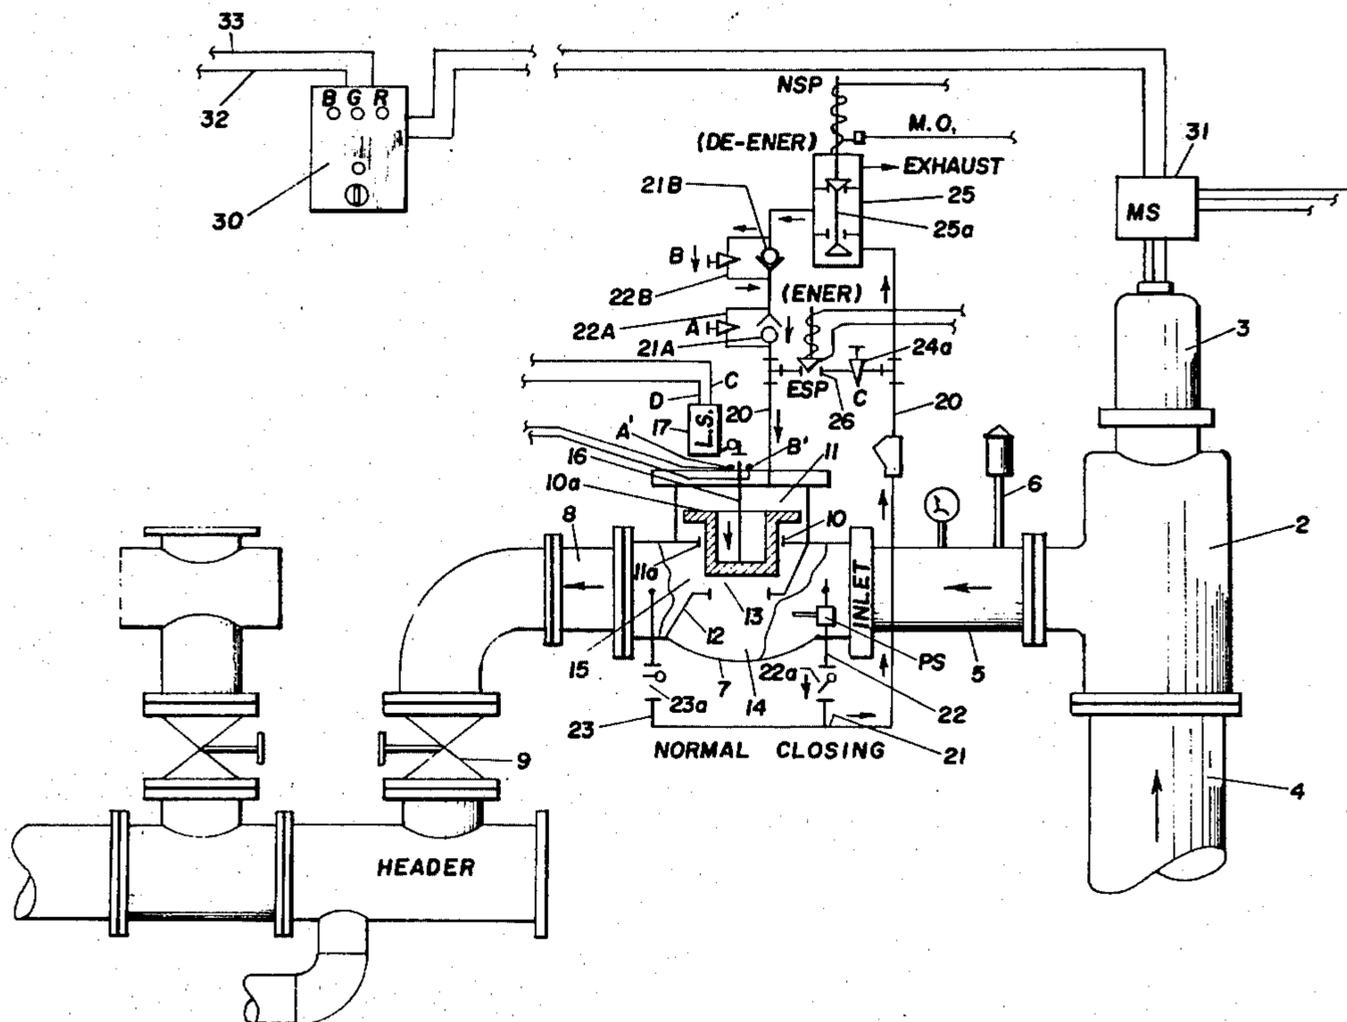 33
32
B G R
30
NSP
M.O.
(DE-ENER)
EXHAUST
31
MS
21B
25
25a
B
22B
(ENER)
22A
A
21A
24a
3
ESP
C
26
C
D
20
20
17
L.S.
A'
B'
16
11
6
10a
8
10
2
11a
INLET
13
12
15
PS
5
7
22a
14
22
23a
23
21
NORMAL CLOSING
9
4
HEADER